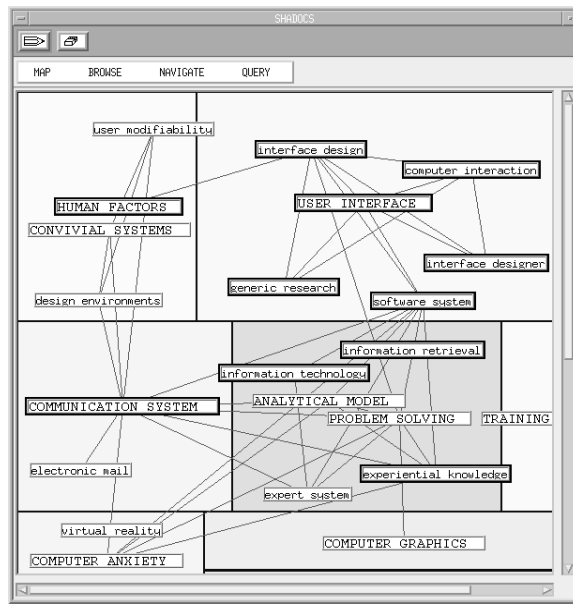 SHADOCS
MAP BROWSE NAVIGATE QUERY
user modifiability
interface design
computer interaction
HUMAN FACTORS
USER INTERFACE
CONVIVIAL SYSTEMS
interface designer
generic research
design environments
software system
information retrieval
information technology
ANALYTICAL MODEL
COMMUNICATION SYSTEM
PROBLEM SOLVING
TRAINING
electronic mail
experiential knowledge
expert system
virtual reality
COMPUTER GRAPHICS
COMPUTER ANXIETY